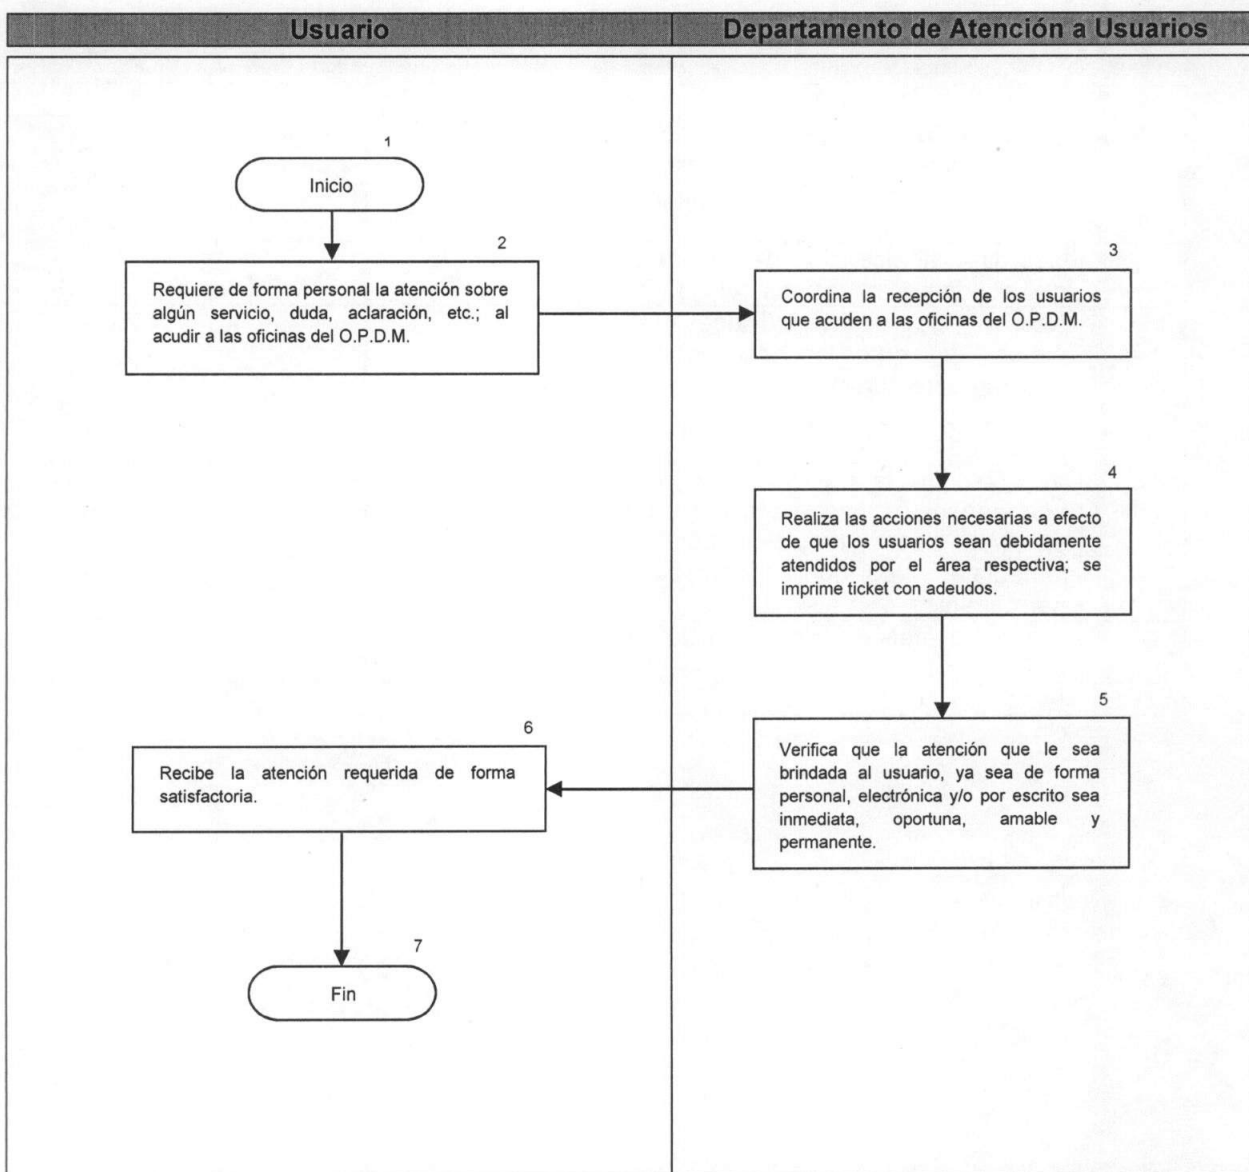 Usuario
Departamento de Atención a Usuarios
1
Inicio
2
Requiere de forma personal la atención sobre
algún servicio, duda, aclaración, etc.; al
acudir a las oficinas del O.P.D.M.
3
Coordina la recepción de los usuarios
que acuden a las oficinas del O.P.D.M.
4
Realiza las acciones necesarias a efecto
de que los usuarios sean debidamente
atendidos por el área respectiva; se
imprime ticket con adeudos.
5
Verifica que la atención que le sea
brindada al usuario, ya sea de forma
personal, electrónica y/o por escrito sea
inmediata, oportuna, amable y
permanente.
6
Recibe la atención requerida de forma
satisfactoria.
7
Fin